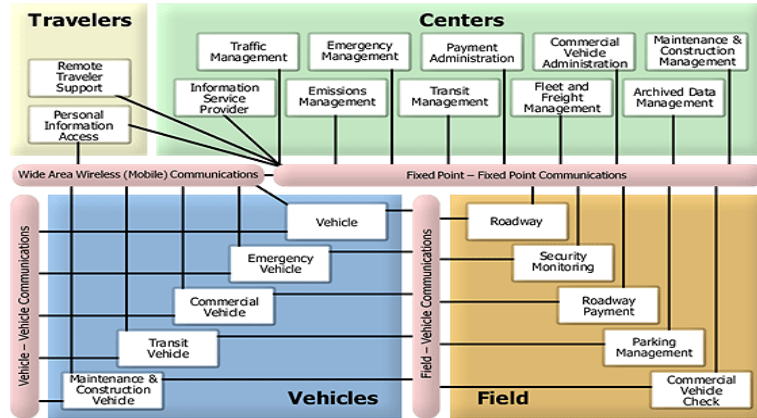 Travelers
Centers
Remote
Traveler
Support
Personal
Information
Access
Traffic
Management
Emergency
Management
Payment
Administration
Commercial
Vehicle
Administration
Maintenance &
Construction
Management
Information
Service
Provider
Emissions
Management
Transit
Management
Fleet and
Freight
Management
Archived Data
Management
Wide Area Wireless (Mobile) Communications
Fixed Point – Fixed Point Communications
Vehicle – Vehicle Communications
Vehicle
Emergency
Vehicle
Commercial
Vehicle
Transit
Vehicle
Maintenance &
Construction
Vehicle
Vehicles
Field – Vehicle Communications
Roadway
Security
Monitoring
Roadway
Payment
Parking
Management
Commercial
Vehicle
Check
Field